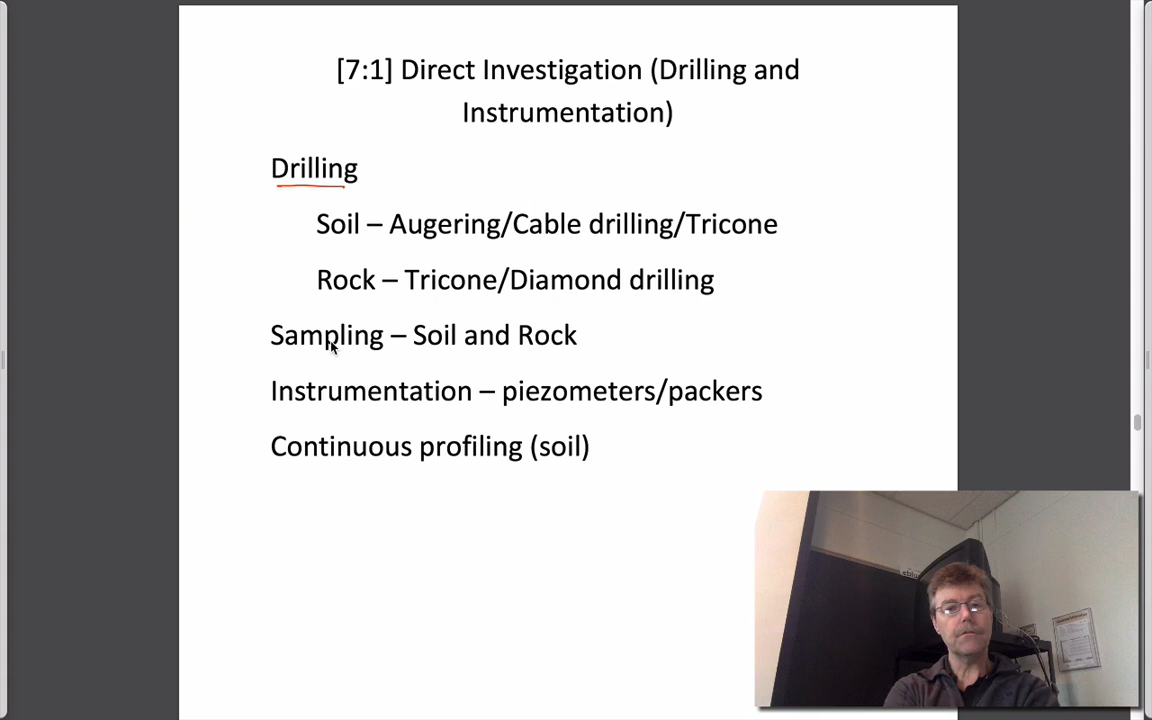 [7:1] Direct Investigation (Drilling and
Instrumentation)
Drilling
Soil – Augering/Cable drilling/Tricone
Rock – Tricone/Diamond drilling
Sampling – Soil and Rock
Instrumentation – piezometers/packers
Continuous profiling (soil)